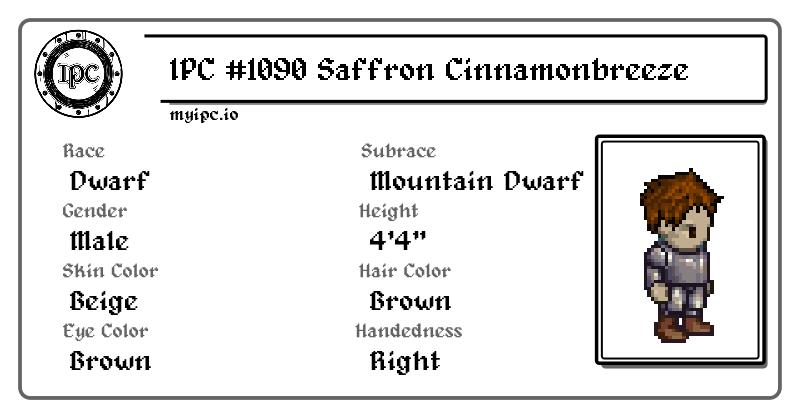 IPC
IPC #1090 Saffron Cinnamonbreeze
myipc.io
Race
Subrace
Dwarf
Mountain Dwarf
Gender
Height
Male
4'4"
Skin Color
Hair Color
Beige
Brown
Eye Color
Handedness
Brown
Right